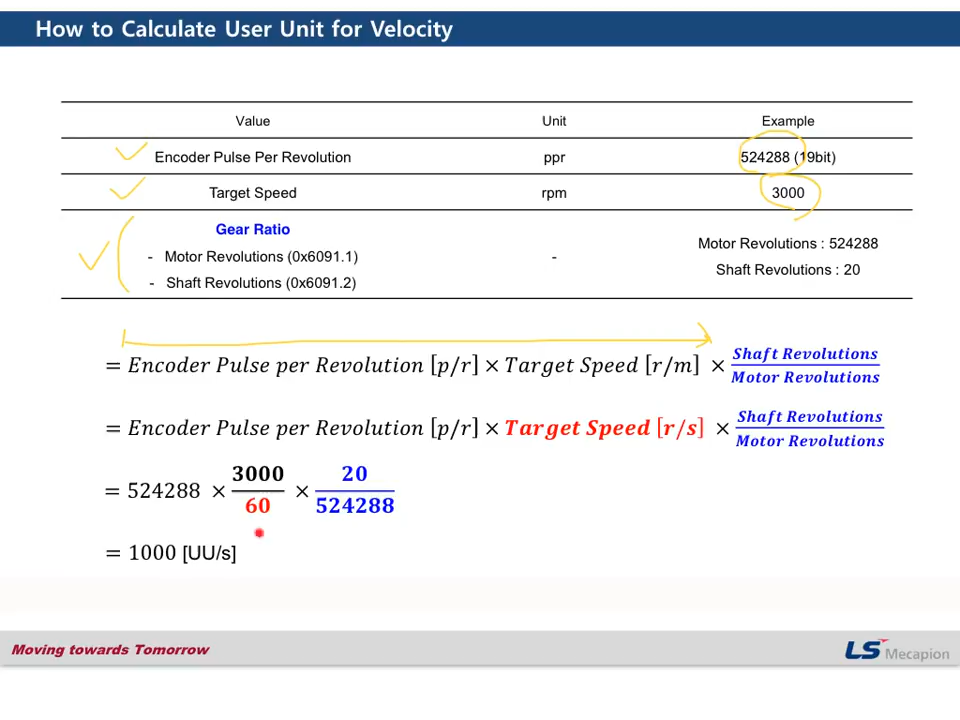 How to Calculate User Unit for Velocity
Value Unit Example
Encoder Pulse Per Revolution ppr 524288 (19bit)
Target Speed rpm 3000
Gear Ratio
- Motor Revolutions (0x6091.1)
- Shaft Revolutions (0x6091.2)
-
Motor Revolutions : 524288
Shaft Revolutions : 20
= Encoder Pulse per Revolution [p/r] × Target Speed [r/m] × Shaft Revolutions / Motor Revolutions
= Encoder Pulse per Revolution [p/r] × Target Speed [r/s] × Shaft Revolutions / Motor Revolutions
= 524288 × 3000 / 60 × 20 / 524288
= 1000 [UU/s]
Moving towards Tomorrow
LS Mecapion